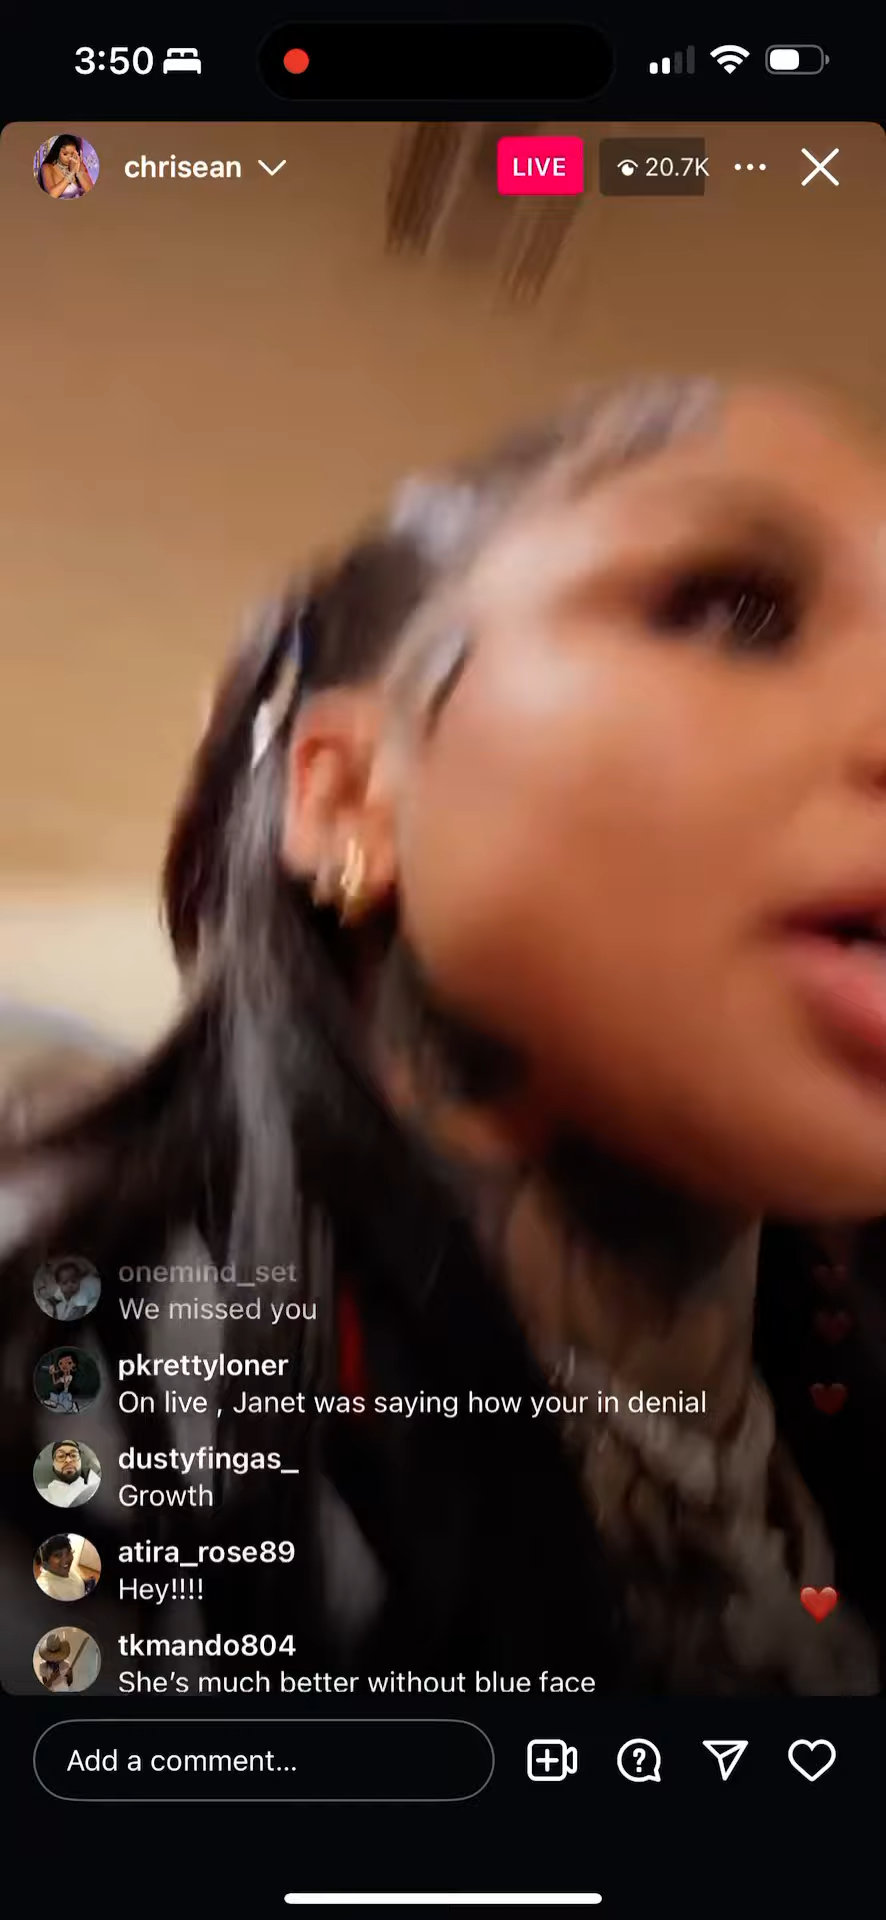 3:50
chrisean
LIVE
20.7K
onemind_set
We missed you
pkrettyloner
On live , Janet was saying how your in denial
dustyfingas_
Growth
atira_rose89
Hey!!!!
tkmando804
She's much better without blue face
Add a comment...